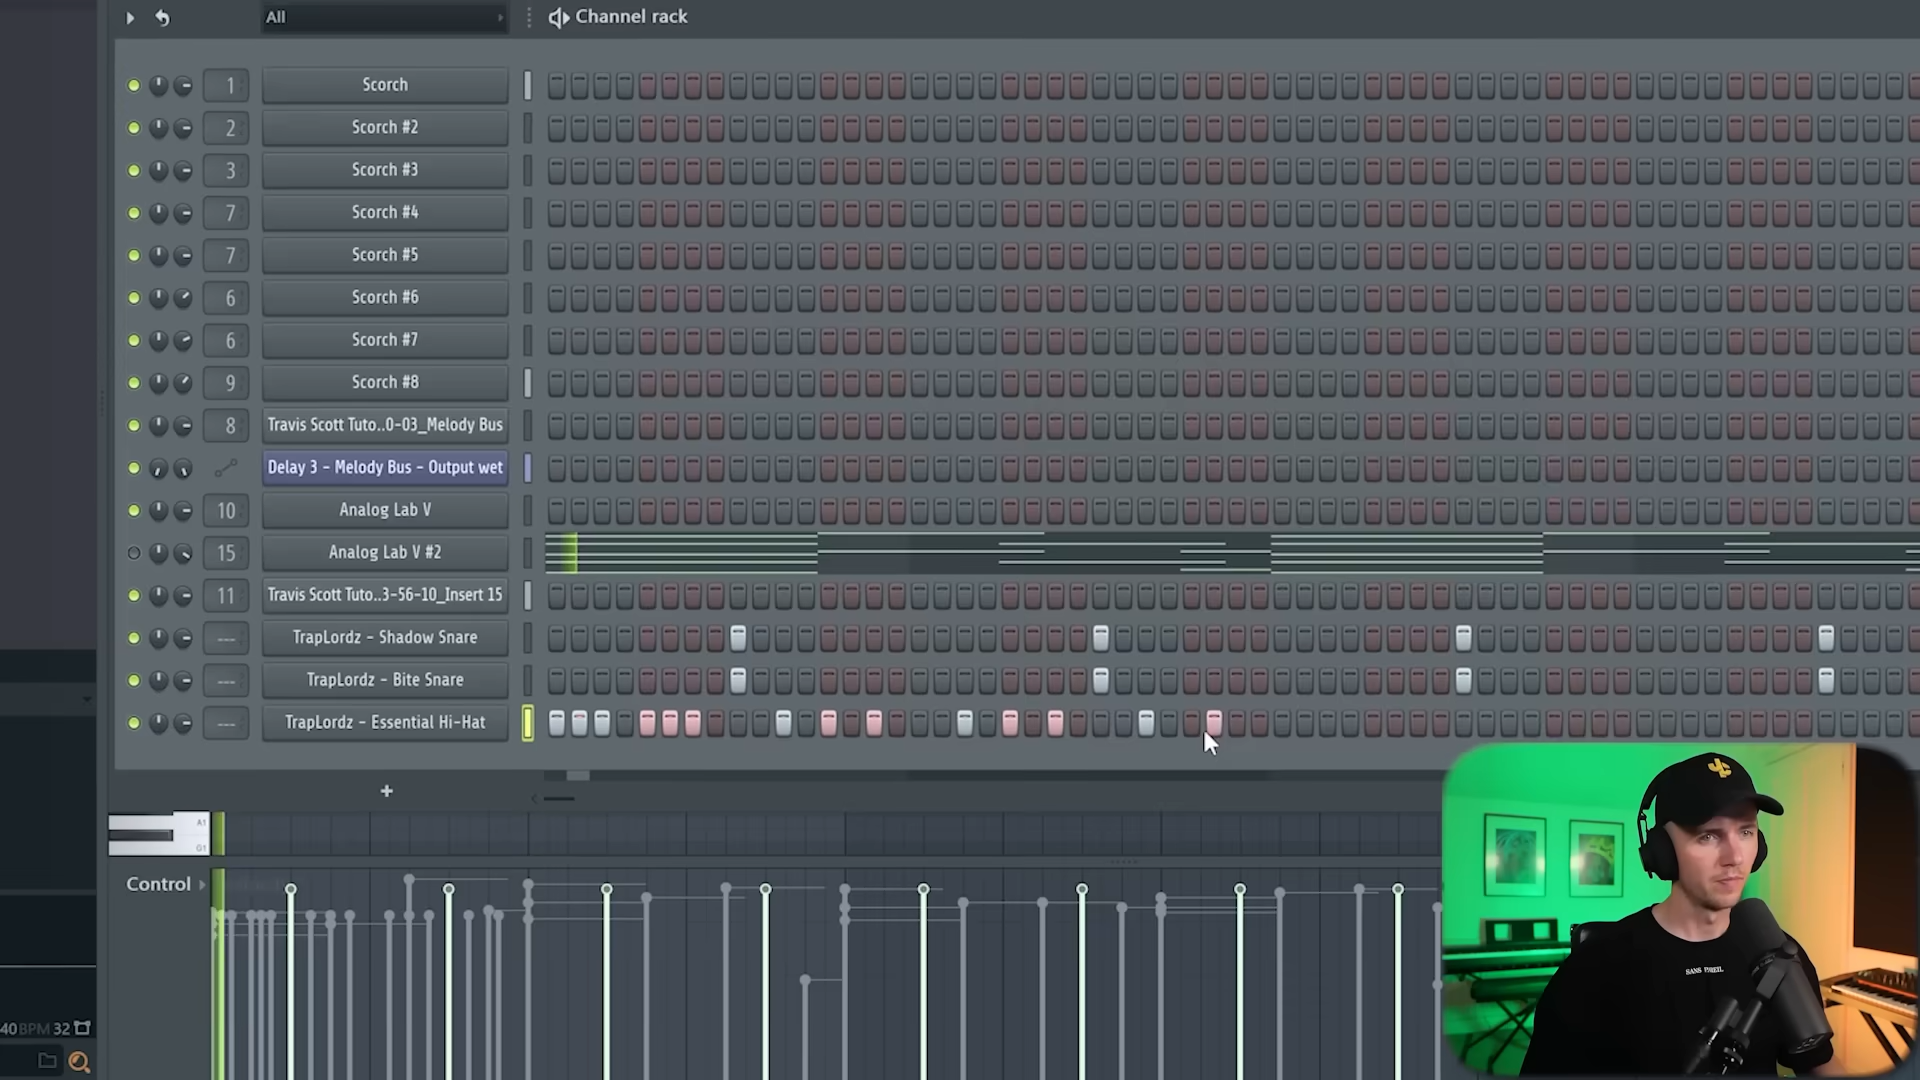 All
Channel rack
1 Scorch
2 Scorch #2
3 Scorch #3
7 Scorch #4
7 Scorch #5
6 Scorch #6
6 Scorch #7
9 Scorch #8
8 Travis Scott Tuto..0-03_Melody Bus
Delay 3 - Melody Bus - Output wet
10 Analog Lab V
15 Analog Lab V #2
11 Travis Scott Tuto..3-56-10_Insert 15
--- TrapLordz - Shadow Snare
--- TrapLordz - Bite Snare
--- TrapLordz - Essential Hi-Hat
+
A1
G1
Control
40 BPM 32